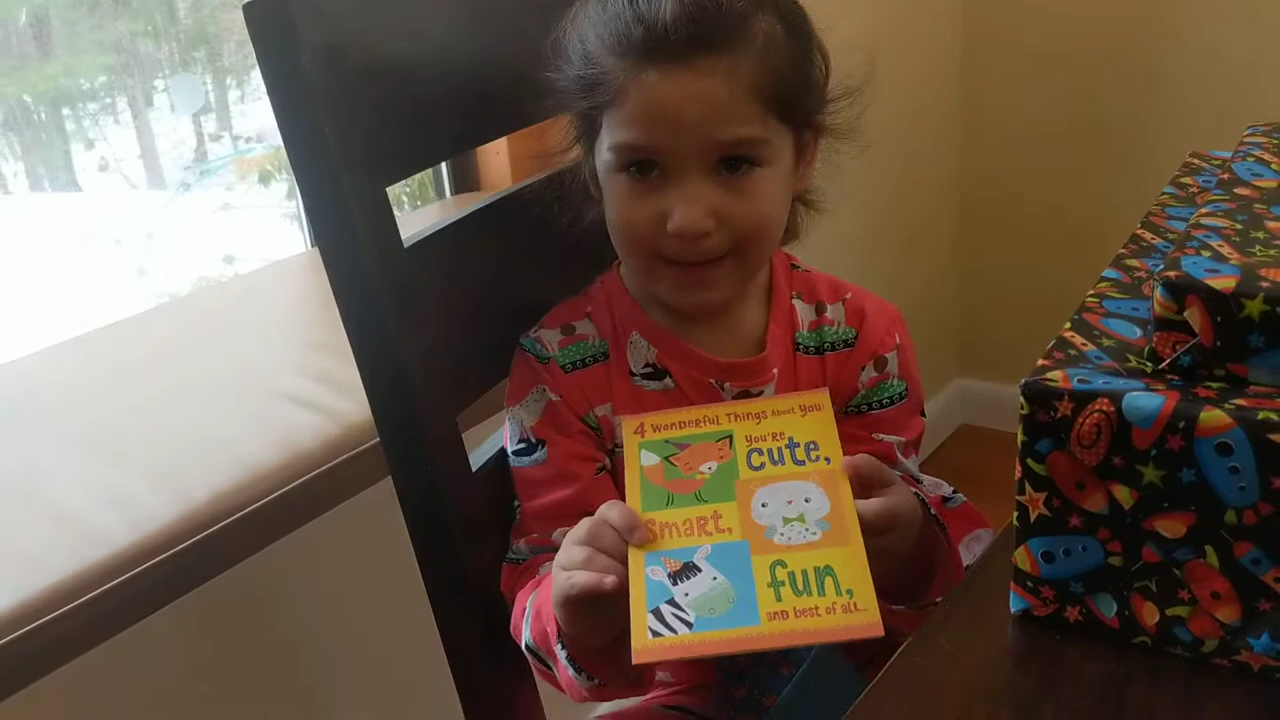 4 Wonderful Things About You:
You're
cute,
smart,
fun,
and best of all...